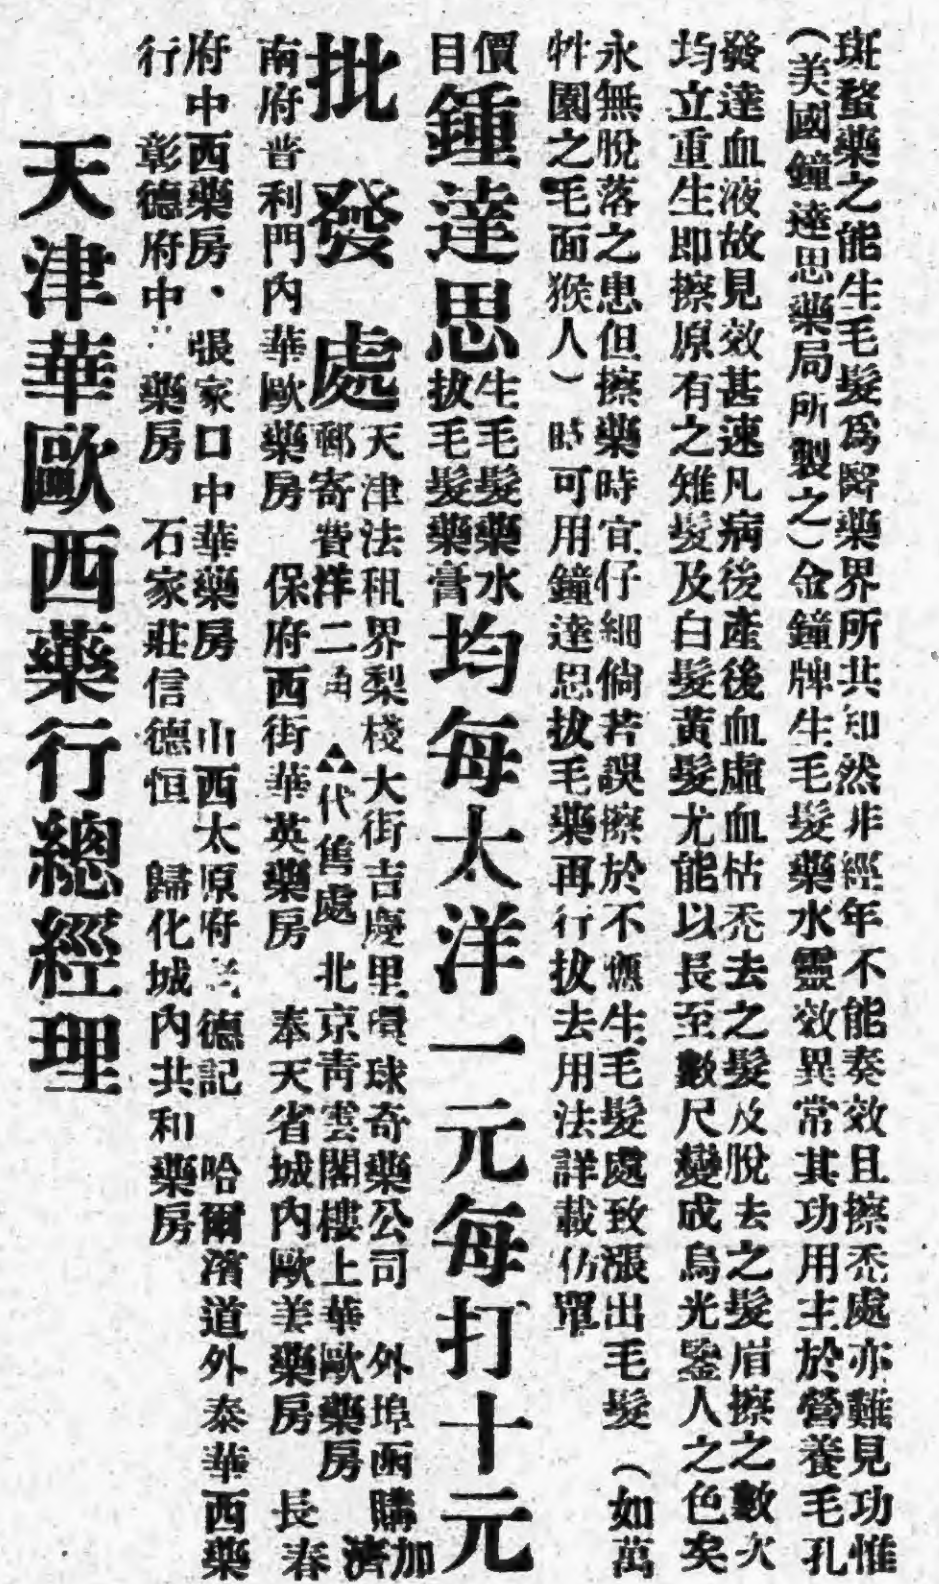 斑蝥藥之能生毛髮爲醫藥界所共知然非經年不能奏效且擦禿處亦難見功惟
(美國鐘達思藥局所製之)金鐘牌生毛髮藥水靈效異常其功用主於營養毛孔
發達血液故見效甚速凡病後產後血虛血枯禿去之髮及脫去之髮眉擦之數次
均立重生即擦原有之雉髮及白髮黃髮尤能以長至數尺變成烏光鑒人之色矣
永無脫落之患但擦藥時宜仔細倘若誤擦於不應生毛髮處致漲出毛髮(如萬
牲園之毛面猴人)時可用鐘達思拔毛藥再行拔去用法詳載仿單
價目
鍾達思
生毛髮藥水
拔毛髮藥膏
均每大洋一元每打十元
批發處
天津法租界梨棧大街吉慶里球奇藥公司 外埠函購加
郵寄費洋二角 △代售處 北京青雲閣樓上華歐藥房 濟
南府普利門內華歐藥房 保府西街華英藥房 奉天省城內歐美藥房 長春
府中西藥房、張家口中華藥房 山西太原府德記 哈爾濱道外泰華西藥
行 彰德府中藥房 石家莊信德恒 歸化城內共和藥房
天津華歐西藥行總經理